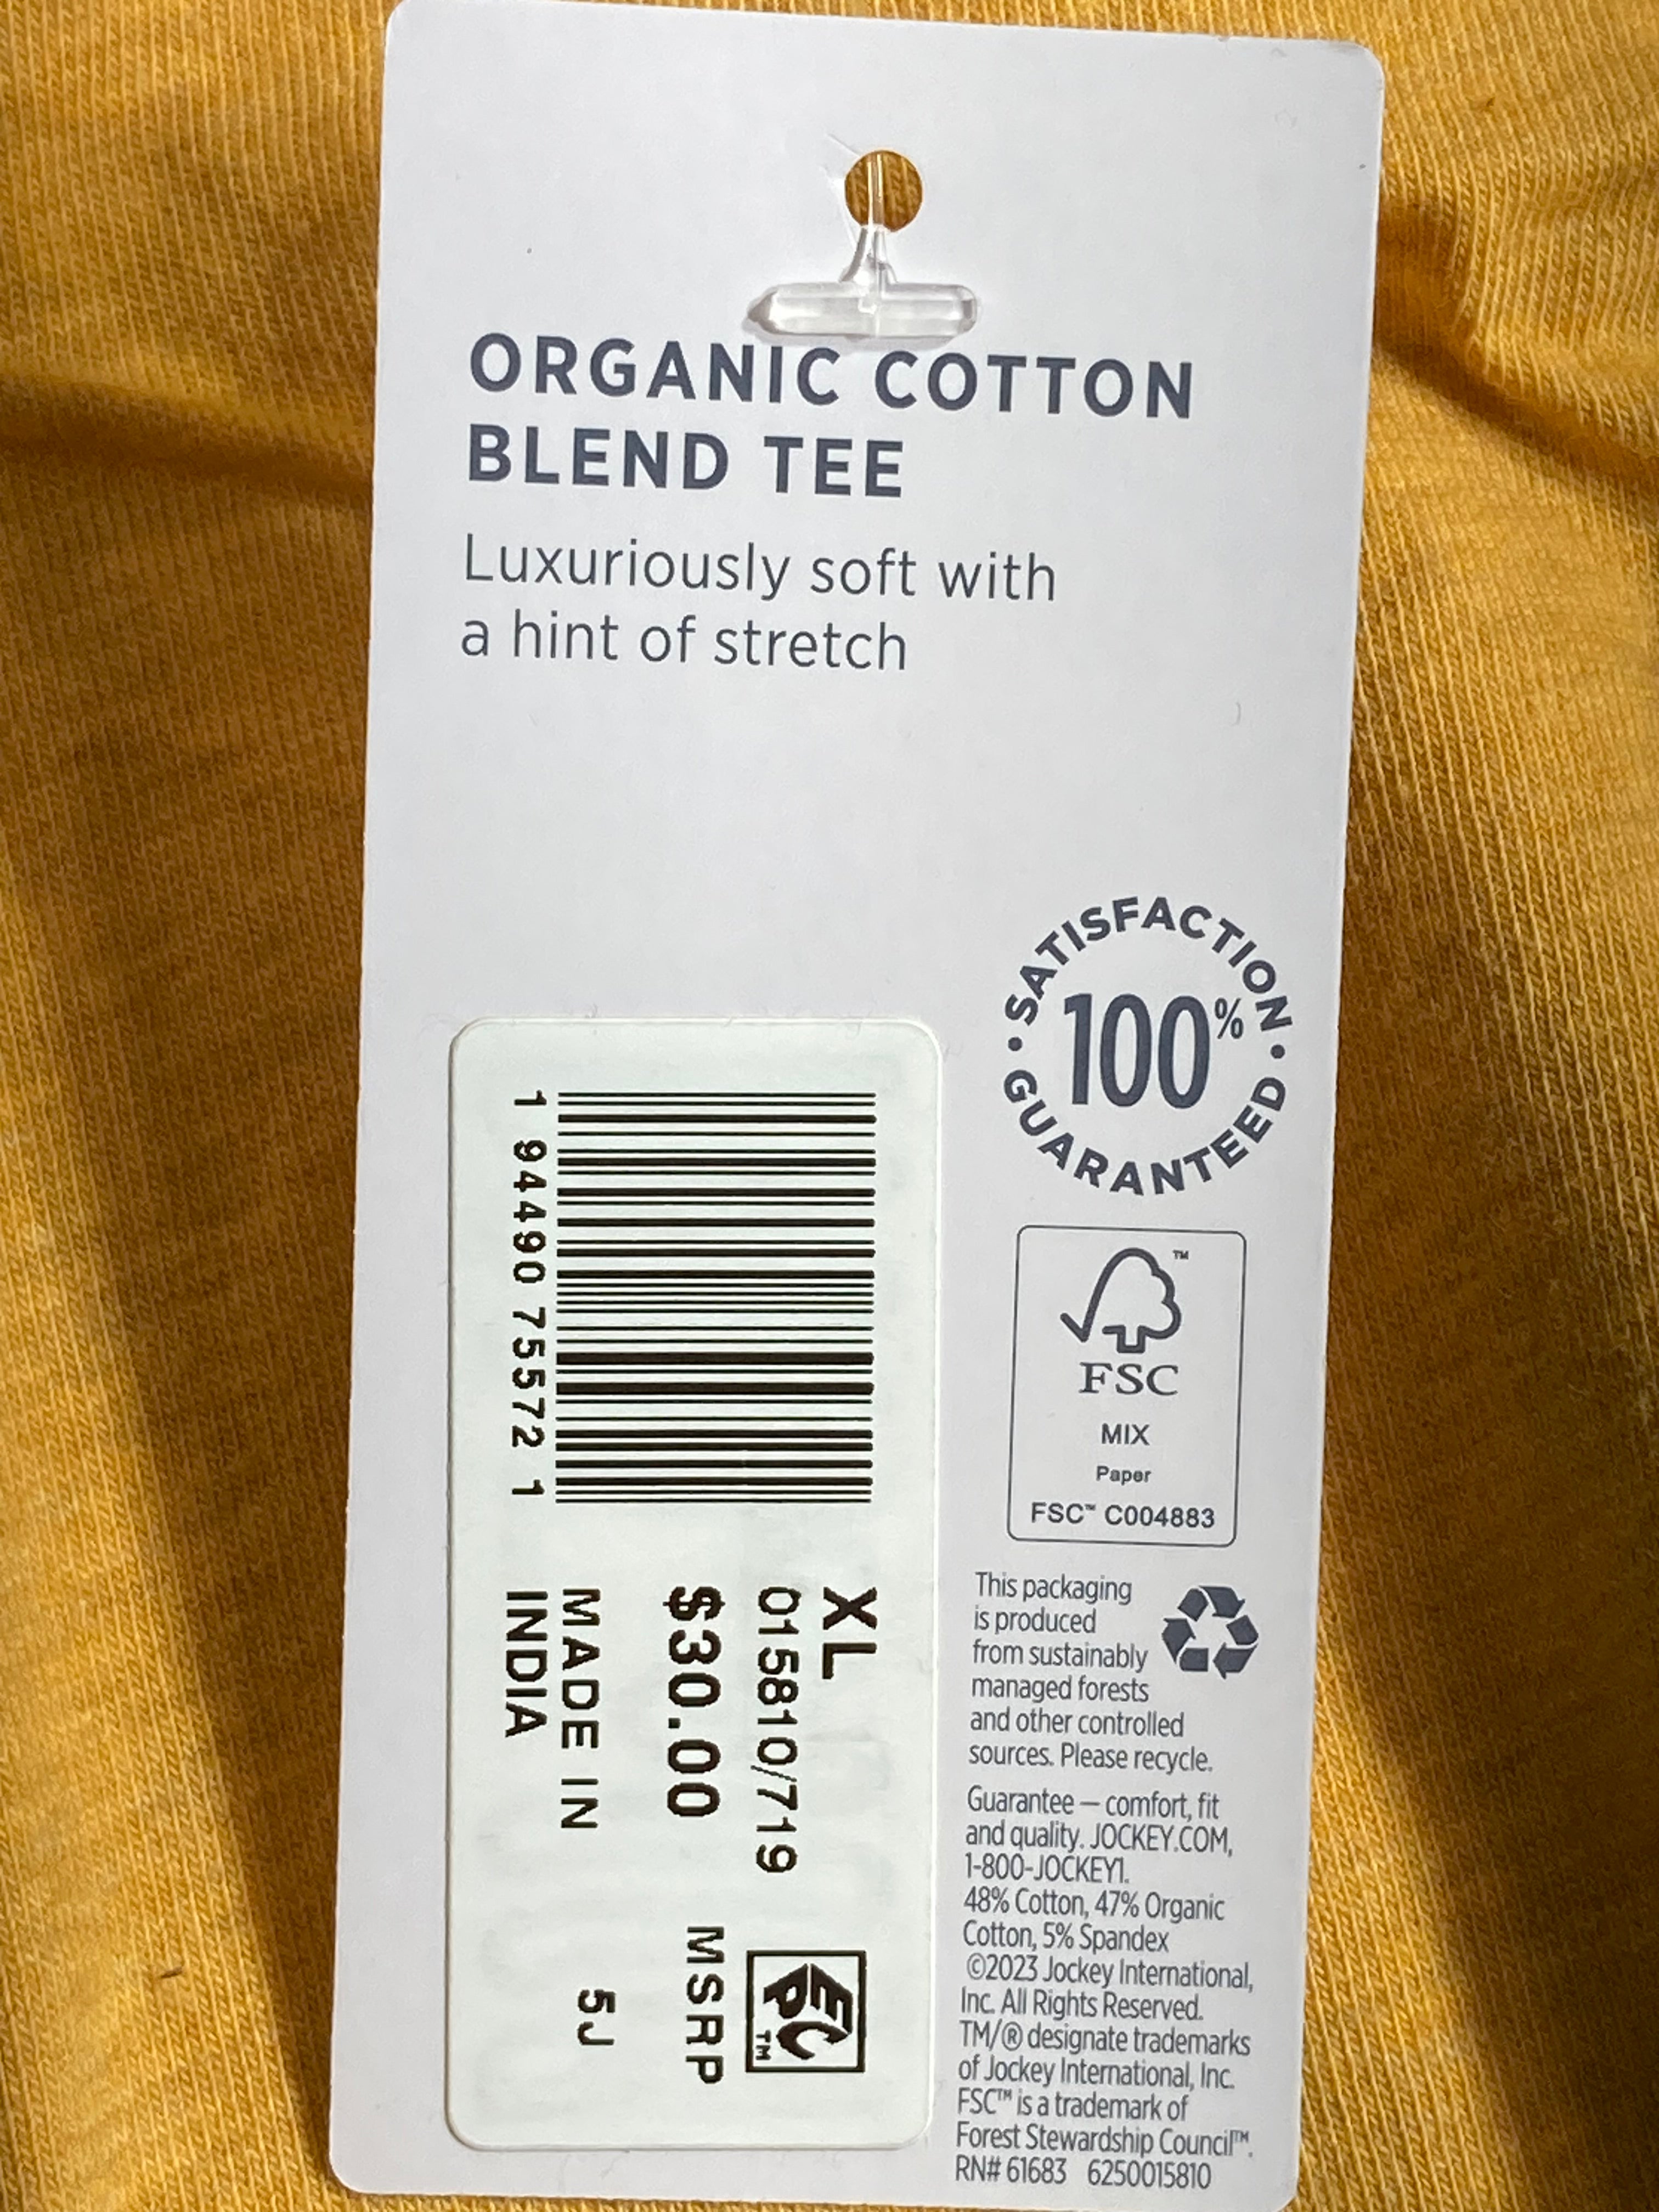 ORGANIC COTTON
BLEND TEE
Luxuriously soft with
a hint of stretch
• SATISFACTION •
100%
GUARANTEED
FSC™
MIX
Paper
FSC™ C004883
This packaging
is produced
from sustainably
managed forests
and other controlled
sources. Please recycle.
Guarantee — comfort, fit
and quality. JOCKEY.COM,
1-800-JOCKEY1.
48% Cotton, 47% Organic
Cotton, 5% Spandex
©2023 Jockey International,
Inc. All Rights Reserved.
TM/® designate trademarks
of Jockey International, Inc.
FSC™ is a trademark of
Forest Stewardship Council™.
RN# 61683 6250015810
1 94490 75572 1
XL
015810/719
$30.00 MSRP
MADE IN
INDIA
5J
EPC™